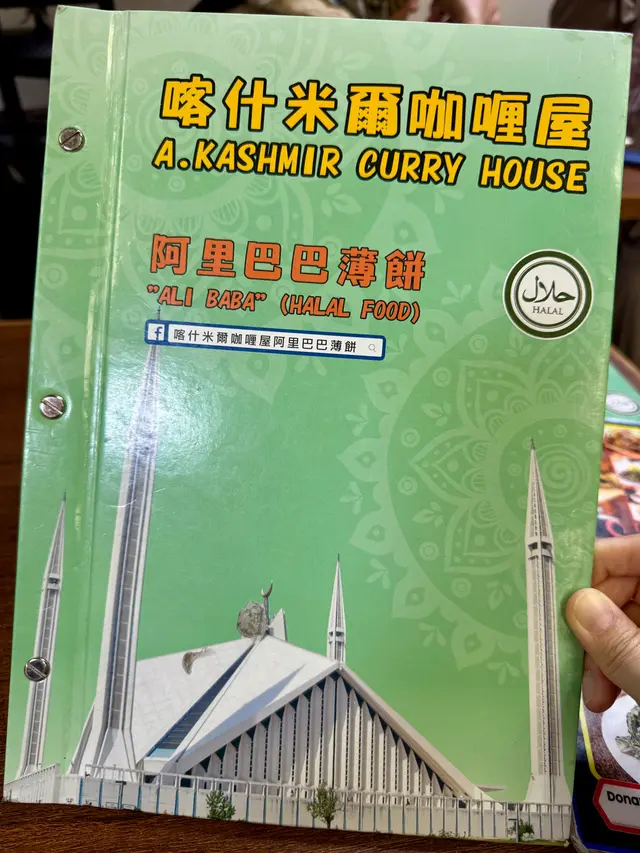 喀什米爾咖喱屋
A.KASHMIR CURRY HOUSE
阿里巴巴薄餅
"ALI BABA" (HALAL FOOD)
حلال
HALAL
f 喀什米爾咖喱屋阿里巴巴薄餅
Dona